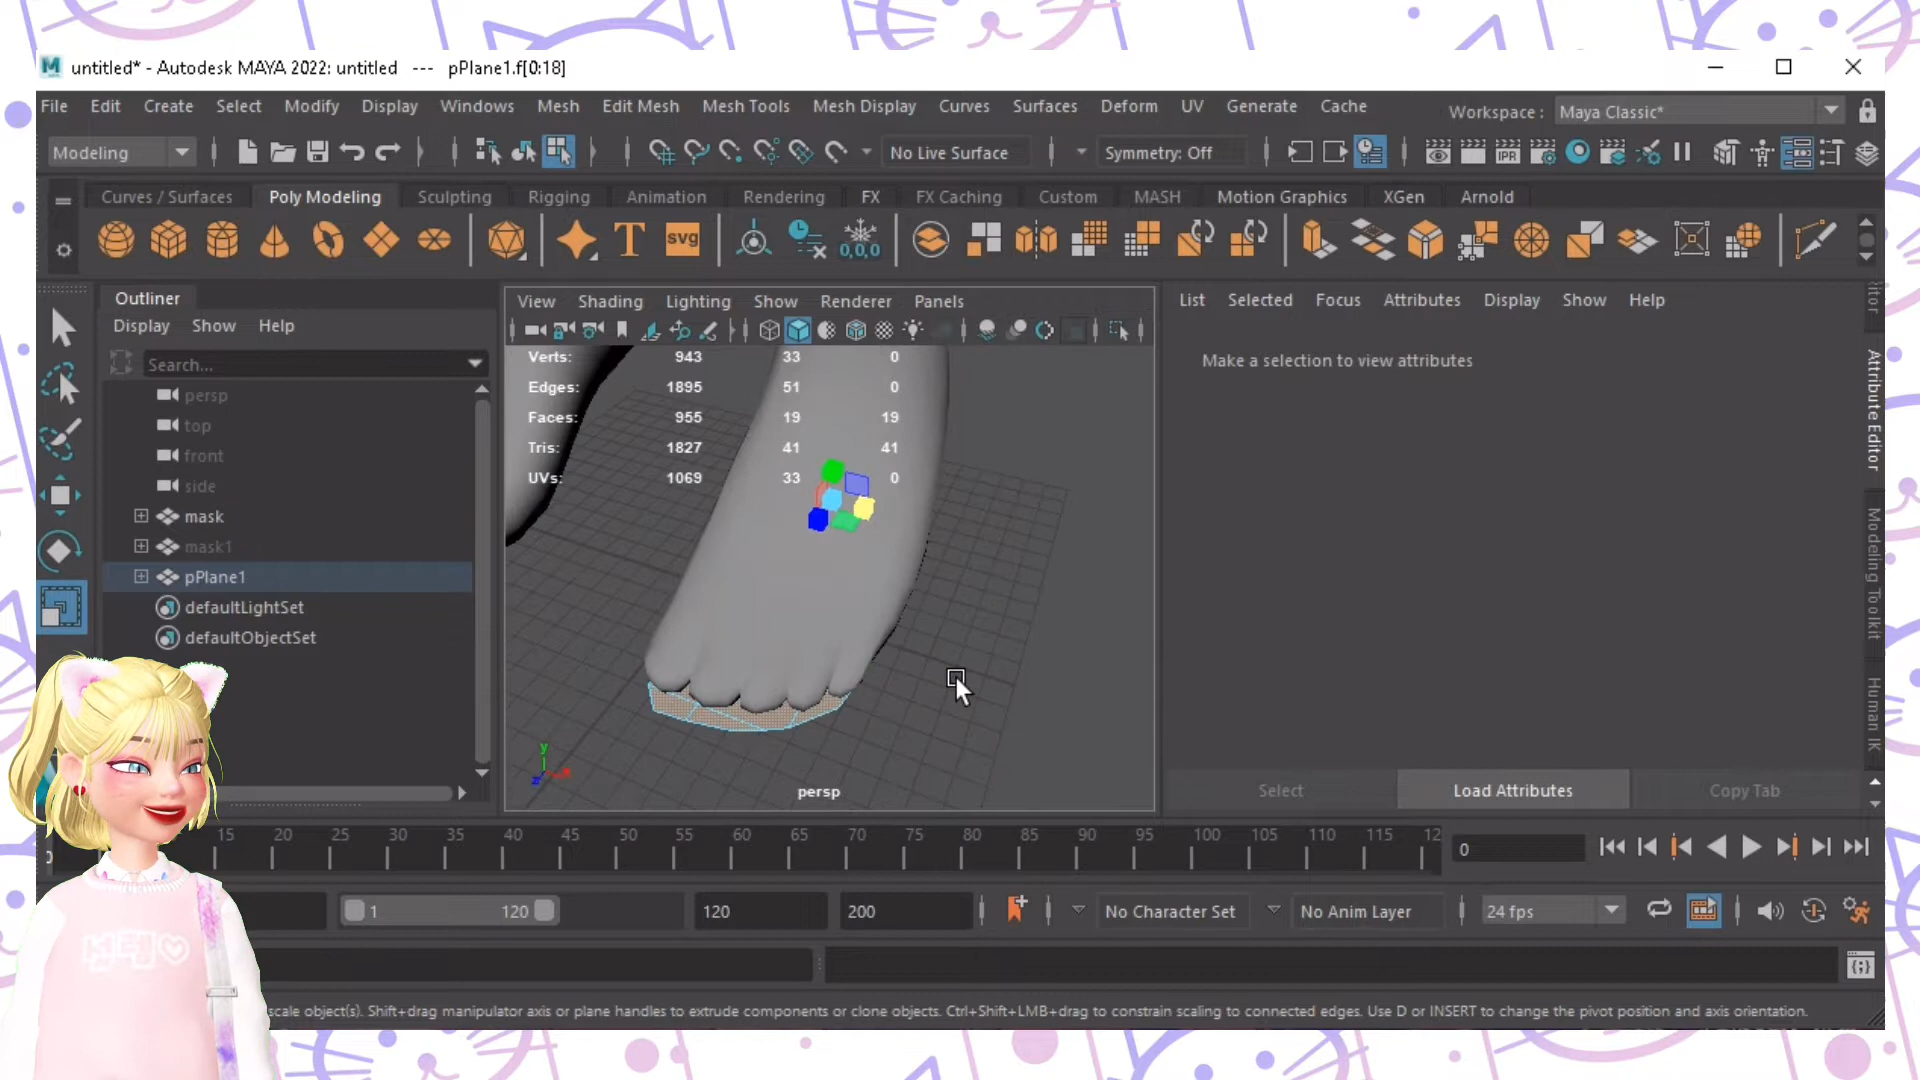 untitled* - Autodesk MAYA 2022: untitled --- pPlane1.f[0:18]
File Edit Create Select Modify Display Windows Mesh Edit Mesh Mesh Tools Mesh Display Curves Surfaces Deform UV Generate Cache
Workspace : Maya Classic*
Modeling
No Live Surface
Symmetry: Off
IPR
Curves / Surfaces Poly Modeling Sculpting Rigging Animation Rendering FX FX Caching Custom MASH Motion Graphics XGen Arnold
T svg 0,0,0
Outliner
Display Show Help
Search...
persp
top
front
side
mask
mask1
pPlane1
defaultLightSet
defaultObjectSet
View Shading Lighting Show Renderer Panels
Verts: 943 33 0
Edges: 1895 51 0
Faces: 955 19 19
Tris: 1827 41 41
UVs: 1069 33 0
y
persp
List Selected Focus Attributes Display Show Help
Make a selection to view attributes
Select Load Attributes Copy Tab
Attribute Editor
Modeling Toolkit
Human IK
15 20 25 30 35 40 45 50 55 60 65 70 75 80 85 90 95 100 105 110 115 12
0
1 120 120 200 No Character Set No Anim Layer 24 fps
scale object(s). Shift+drag manipulator axis or plane handles to extrude components or clone objects. Ctrl+Shift+LMB+drag to constrain scaling to connected edges. Use D or INSERT to change the pivot position and axis orientation.